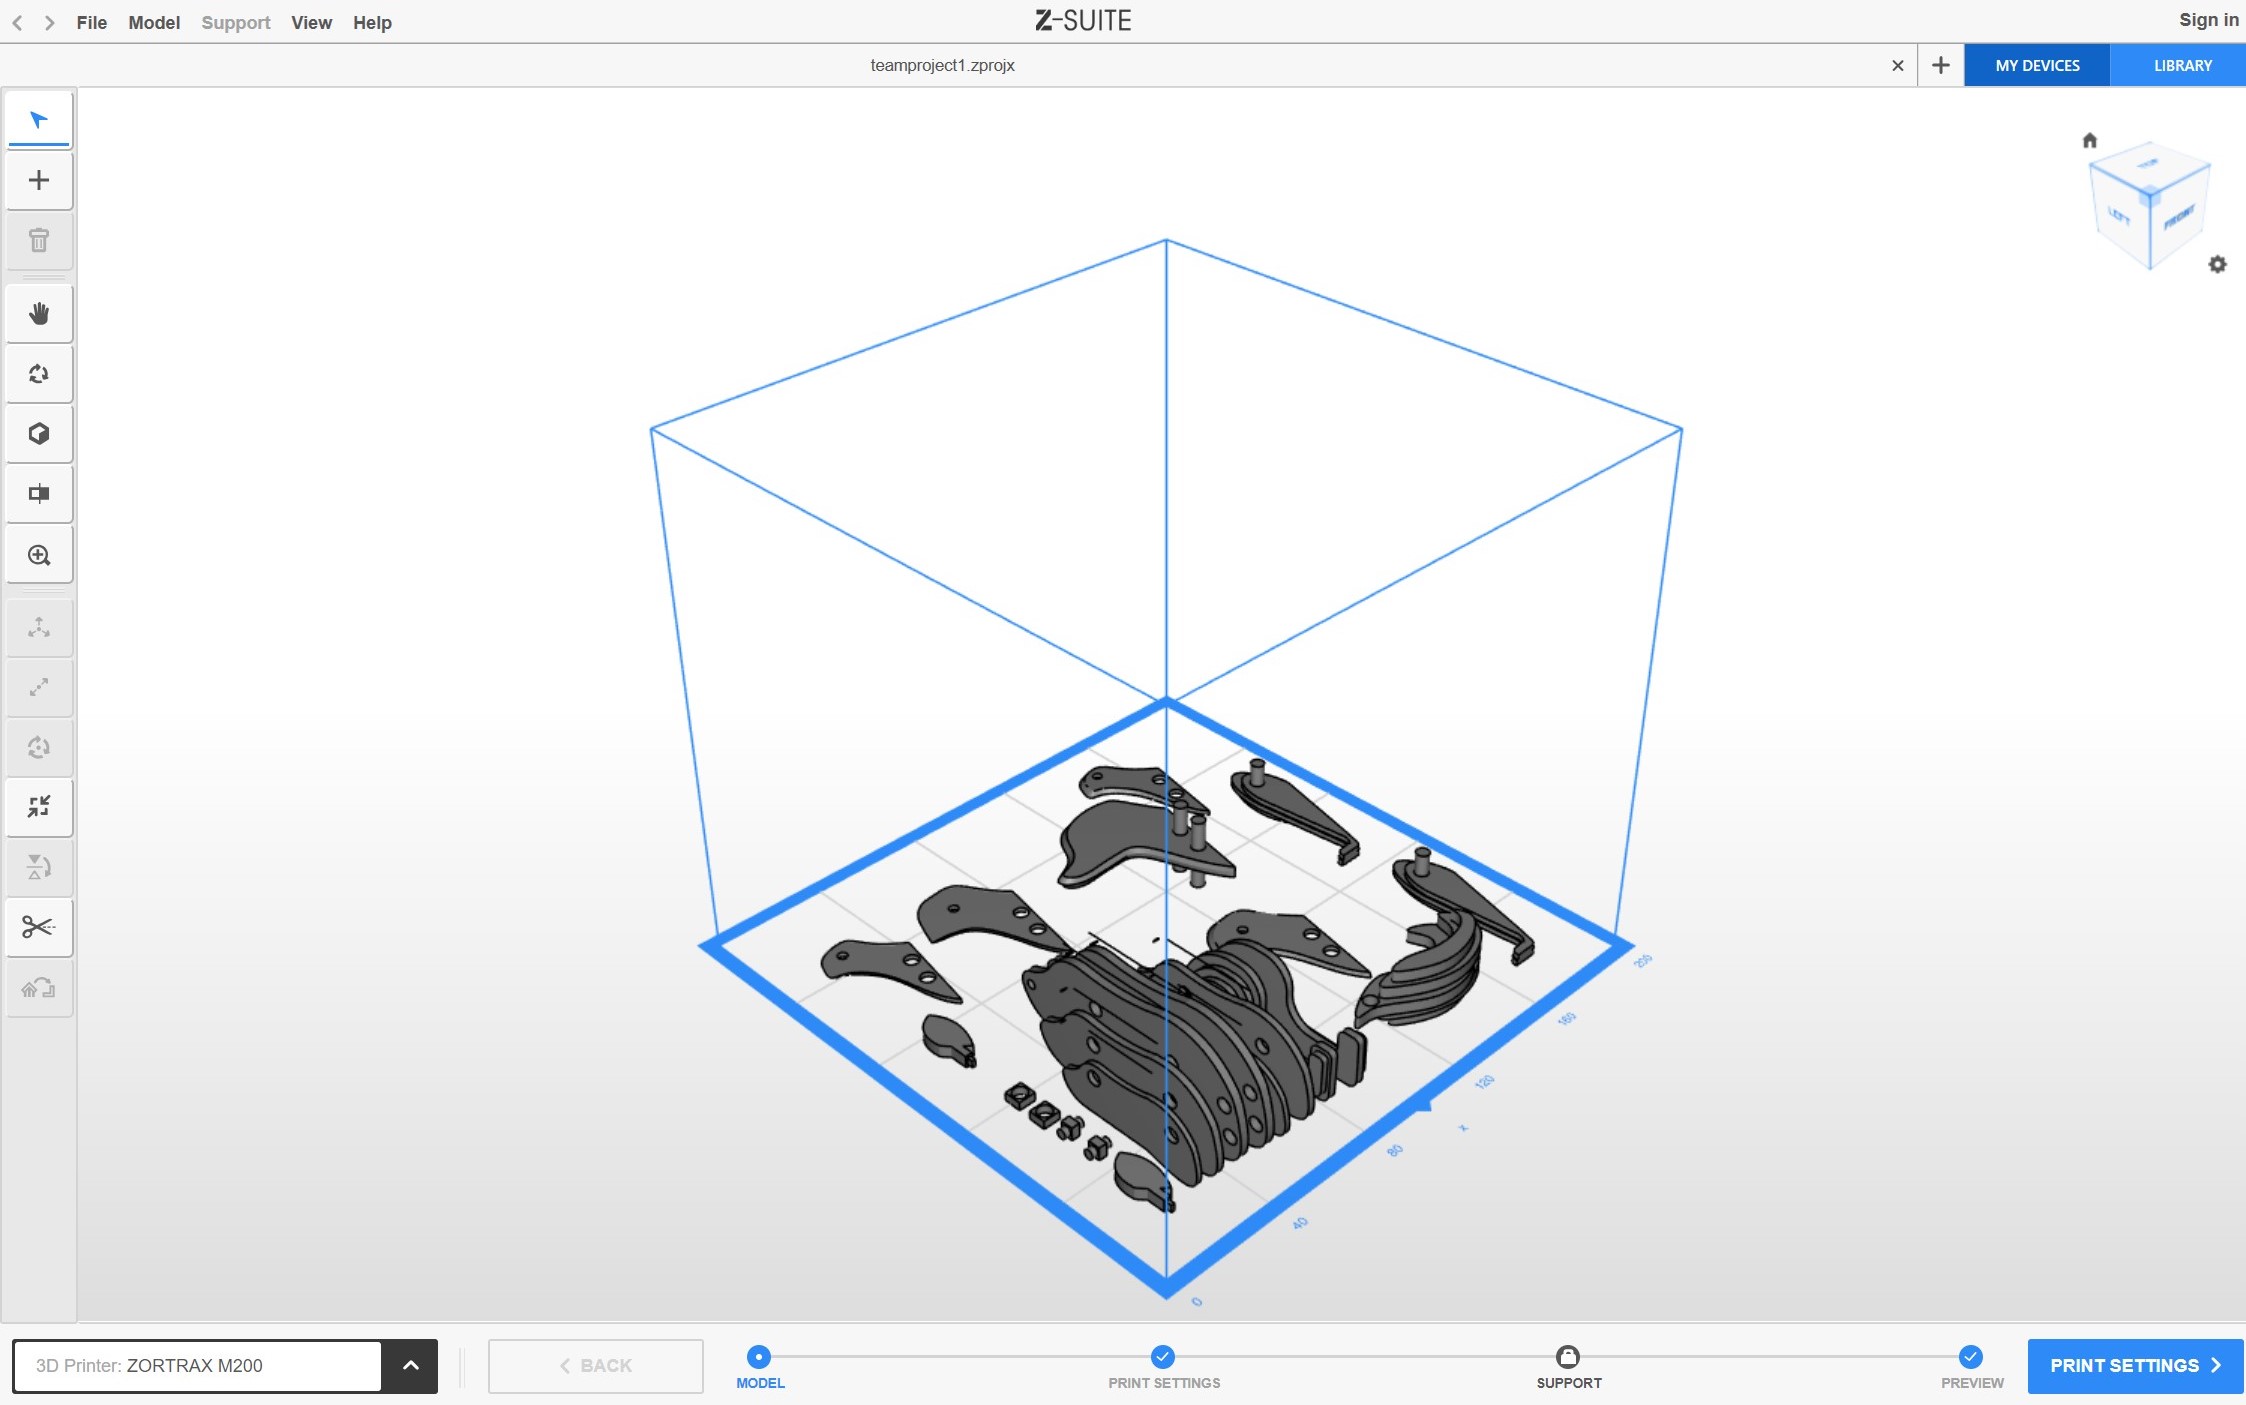 File Model Support View Help
Z-SUITE
Sign in
teamproject1.zprojx
MY DEVICES
LIBRARY
LEFT
FRONT
200
160
120
x
80
40
0
3D Printer: ZORTRAX M200
BACK
MODEL
PRINT SETTINGS
SUPPORT
PREVIEW
PRINT SETTINGS